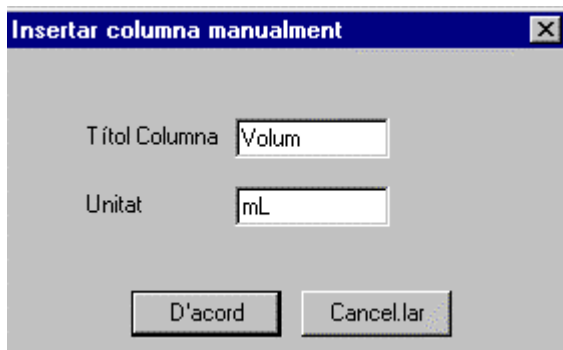 Insertar columna manualment
Títol Columna Volum
Unitat mL
D'acord Cancel.lar